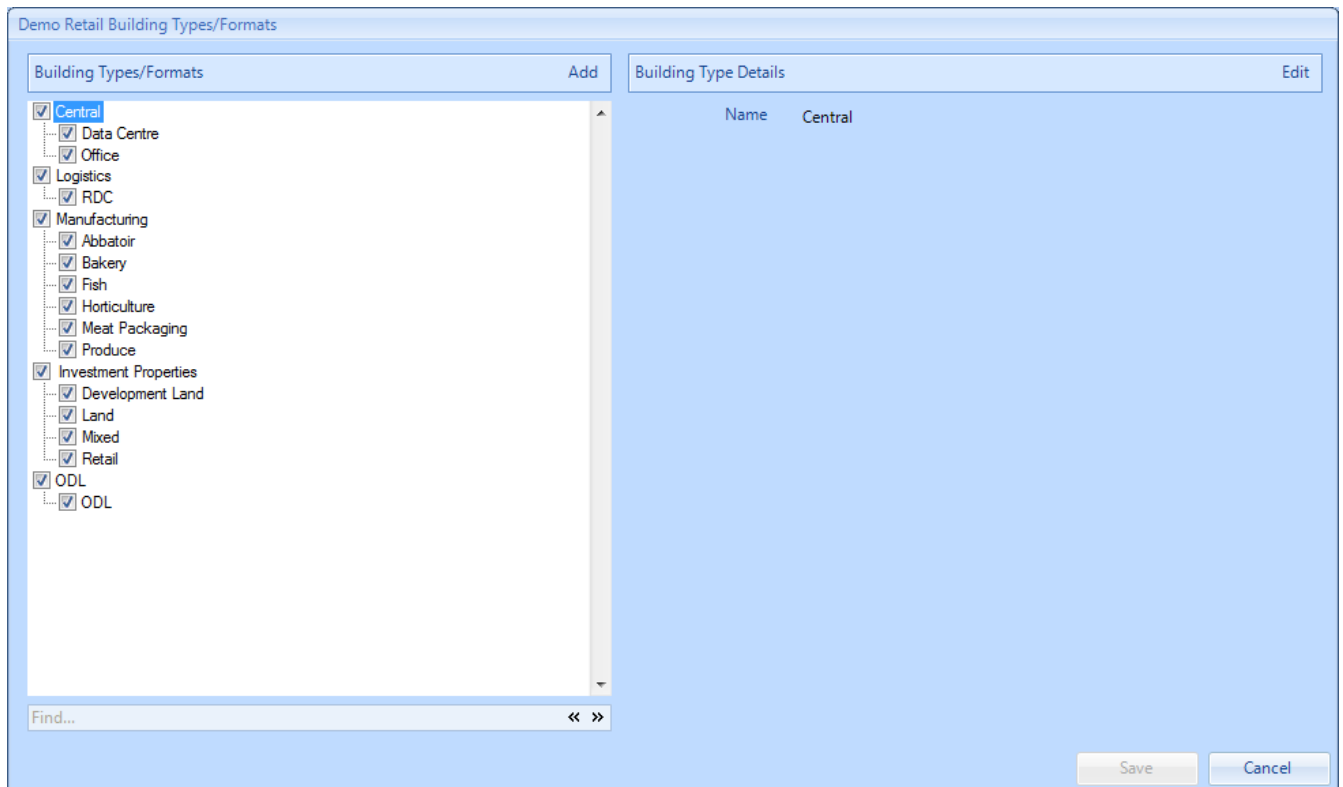 Demo Retail Building Types/Formats
Building Types/Formats Add
Building Type Details Edit
Central
Data Centre
Office
Logistics
RDC
Manufacturing
Abbatoir
Bakery
Fish
Horticulture
Meat Packaging
Produce
Investment Properties
Development Land
Land
Mixed
Retail
ODL
ODL
Find... « »
Name Central
Save Cancel